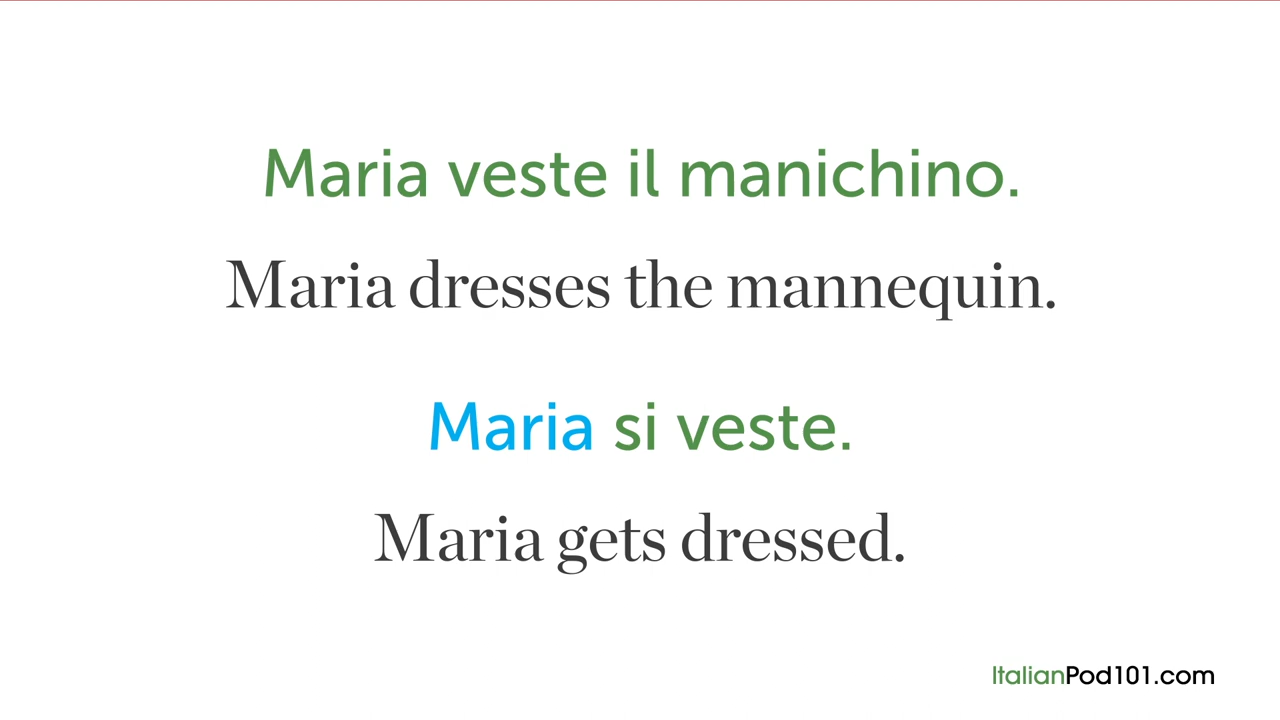 Maria veste il manichino.
Maria dresses the mannequin.
Maria si veste.
Maria gets dressed.
ItalianPod101.com